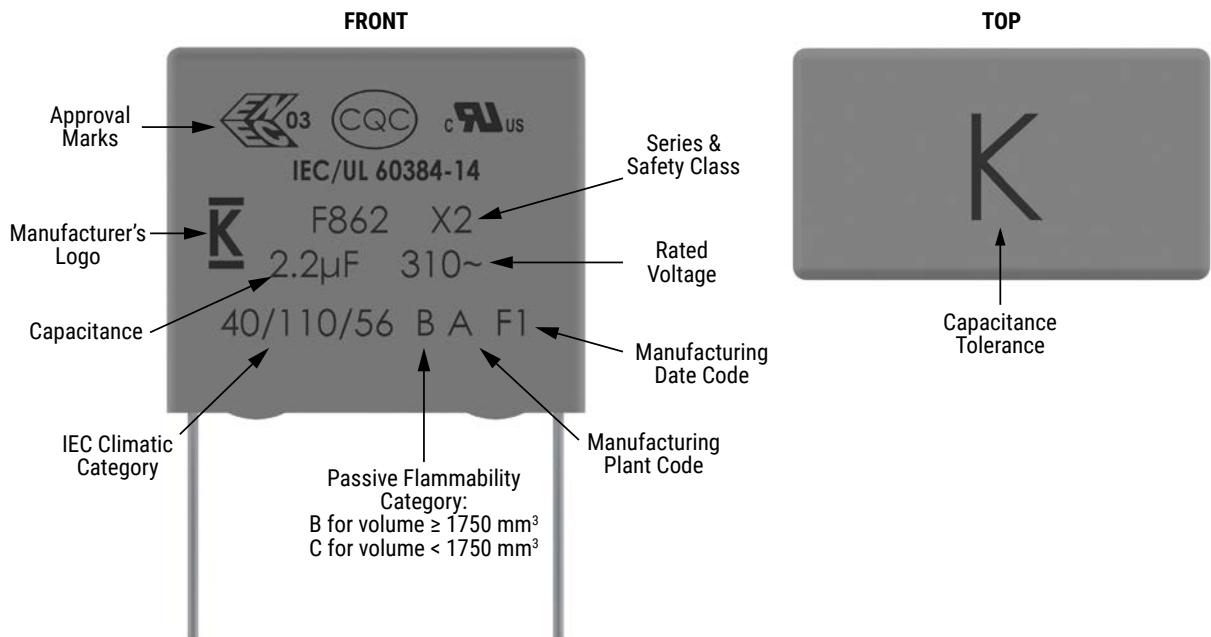 FRONT
TOP
Approval
Marks
ENEC 03 CQC c RU US
IEC/UL 60384-14
Series &
Safety Class
F862 X2
Manufacturer's
Logo
K
2.2µF 310~
Rated
Voltage
Capacitance
40/110/56 B A F1
Manufacturing
Date Code
IEC Climatic
Category
Manufacturing
Plant Code
Passive Flammability
Category:
B for volume ≥ 1750 mm³
C for volume < 1750 mm³
K
Capacitance
Tolerance